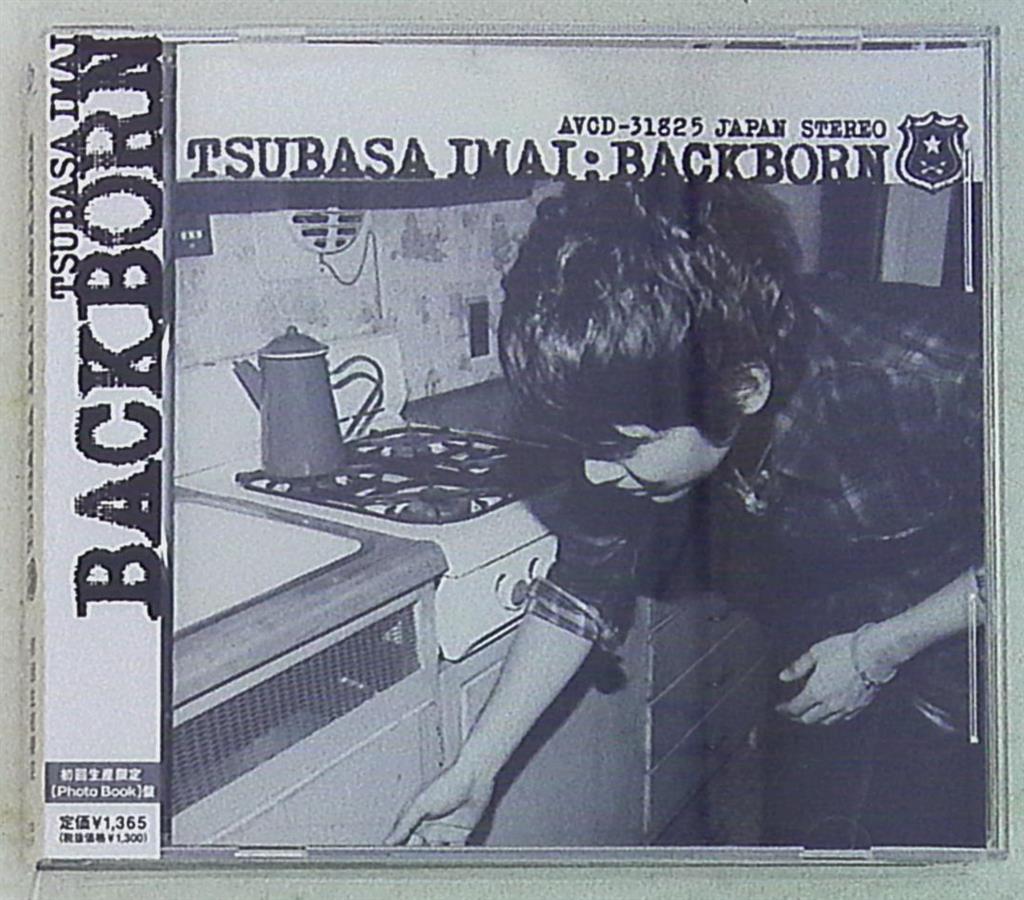 TSUBASA IMAI
BACKBORN
AVCD-31825 JAPAN STEREO
TSUBASA IMAI:BACKBORN
初回生産限定
[Photo Book]盤
定価¥1,365
(税抜価格¥1,300)